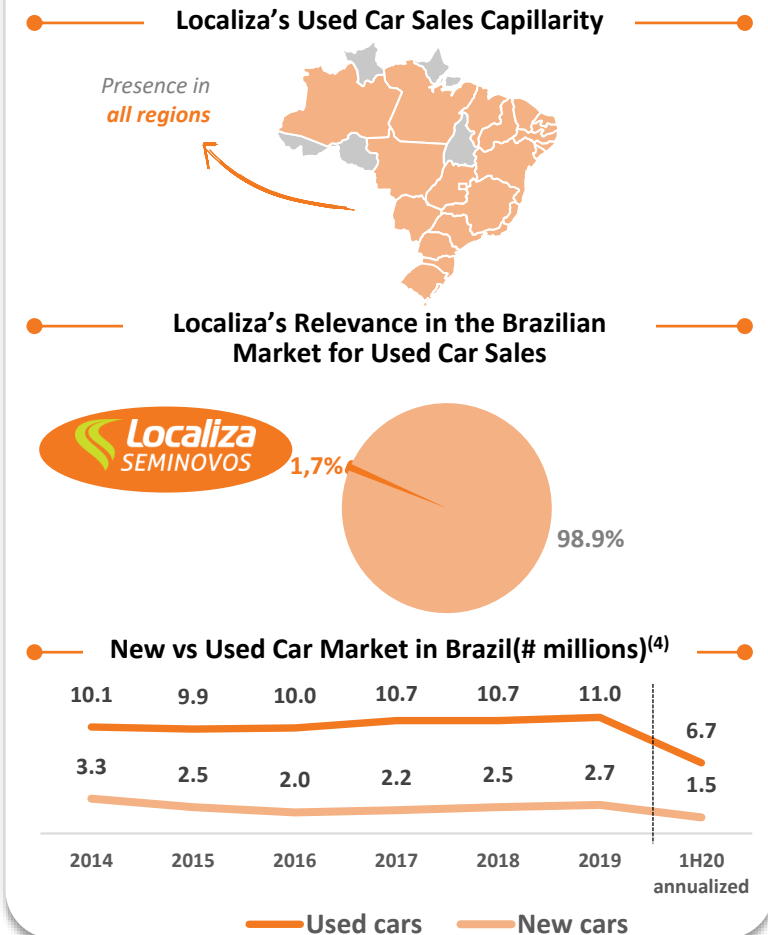 Localiza’s Used Car Sales Capillarity
Presence in
all regions
Localiza’s Relevance in the Brazilian
Market for Used Car Sales
Localiza
SEMINOVOS
1,7%
98.9%
New vs Used Car Market in Brazil(# millions)(4)
10.1 9.9 10.0 10.7 10.7 11.0 6.7
3.3 2.5 2.0 2.2 2.5 2.7 1.5
2014 2015 2016 2017 2018 2019 1H20
annualized
Used cars New cars